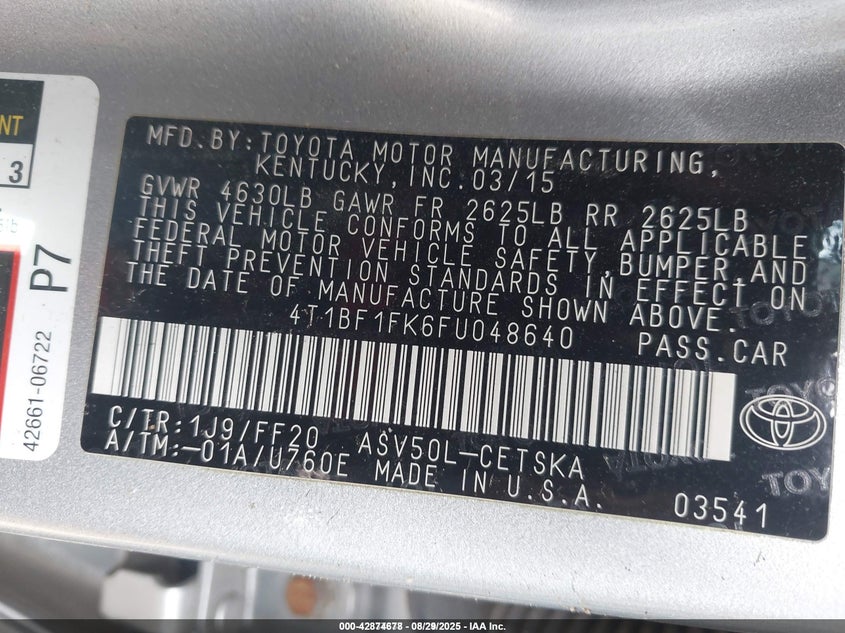 MFD. BY: TOYOTA MOTOR MANUFACTURING,
KENTUCKY, INC. 03/15
GVWR 4630LB GAWR FR 2625LB RR 2625LB
THIS VEHICLE CONFORMS TO ALL APPLICABLE
FEDERAL MOTOR VEHICLE SAFETY, BUMPER, AND
THEFT PREVENTION STANDARDS IN EFFECT ON
THE DATE OF MANUFACTURE SHOWN ABOVE.
4T1BF1FK6FU048640 PASS.CAR
C/TR: 1J9/FF20 ASV50L-CETSKA
A/TM:-01A/U760E MADE IN U.S.A.
03541
NT
3
P7
42661-06722
000-42874678 - 08/29/2025 - IAA Inc.